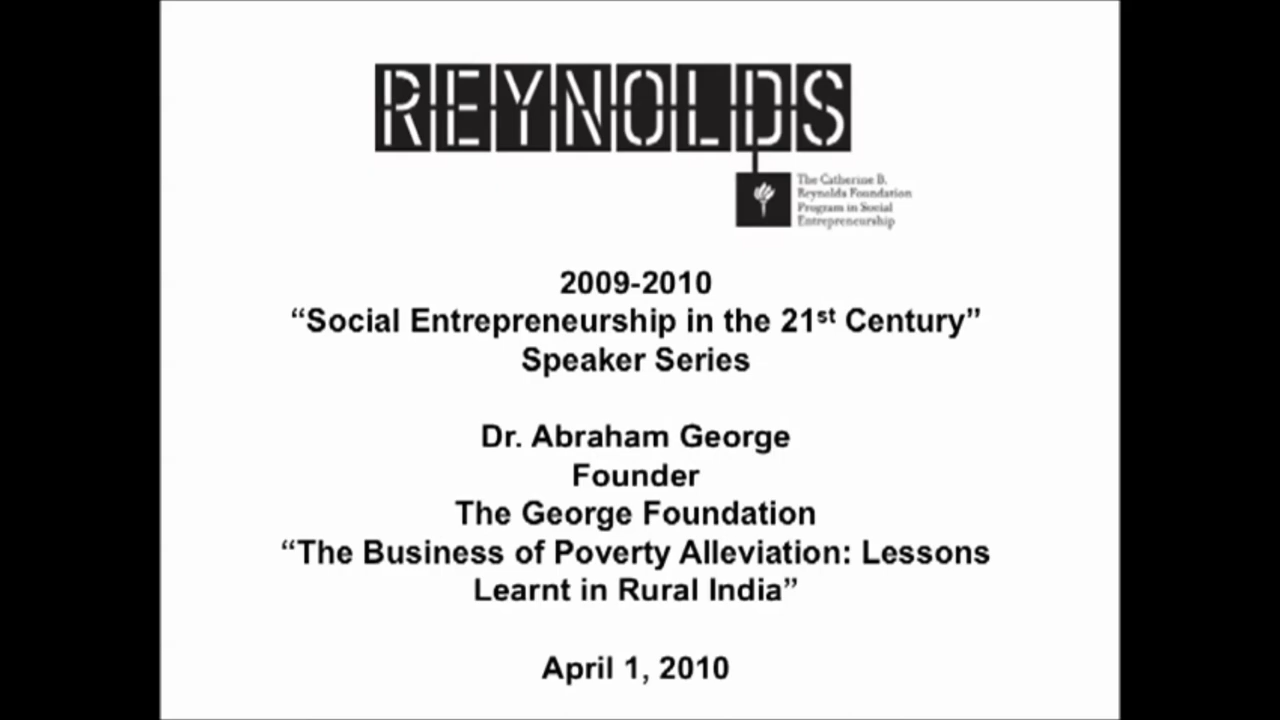 REYNOLDS
The Catherine B.
Reynolds Foundation
Program in Social
Entrepreneurship
2009-2010
“Social Entrepreneurship in the 21st Century”
Speaker Series
Dr. Abraham George
Founder
The George Foundation
“The Business of Poverty Alleviation: Lessons
Learnt in Rural India”
April 1, 2010